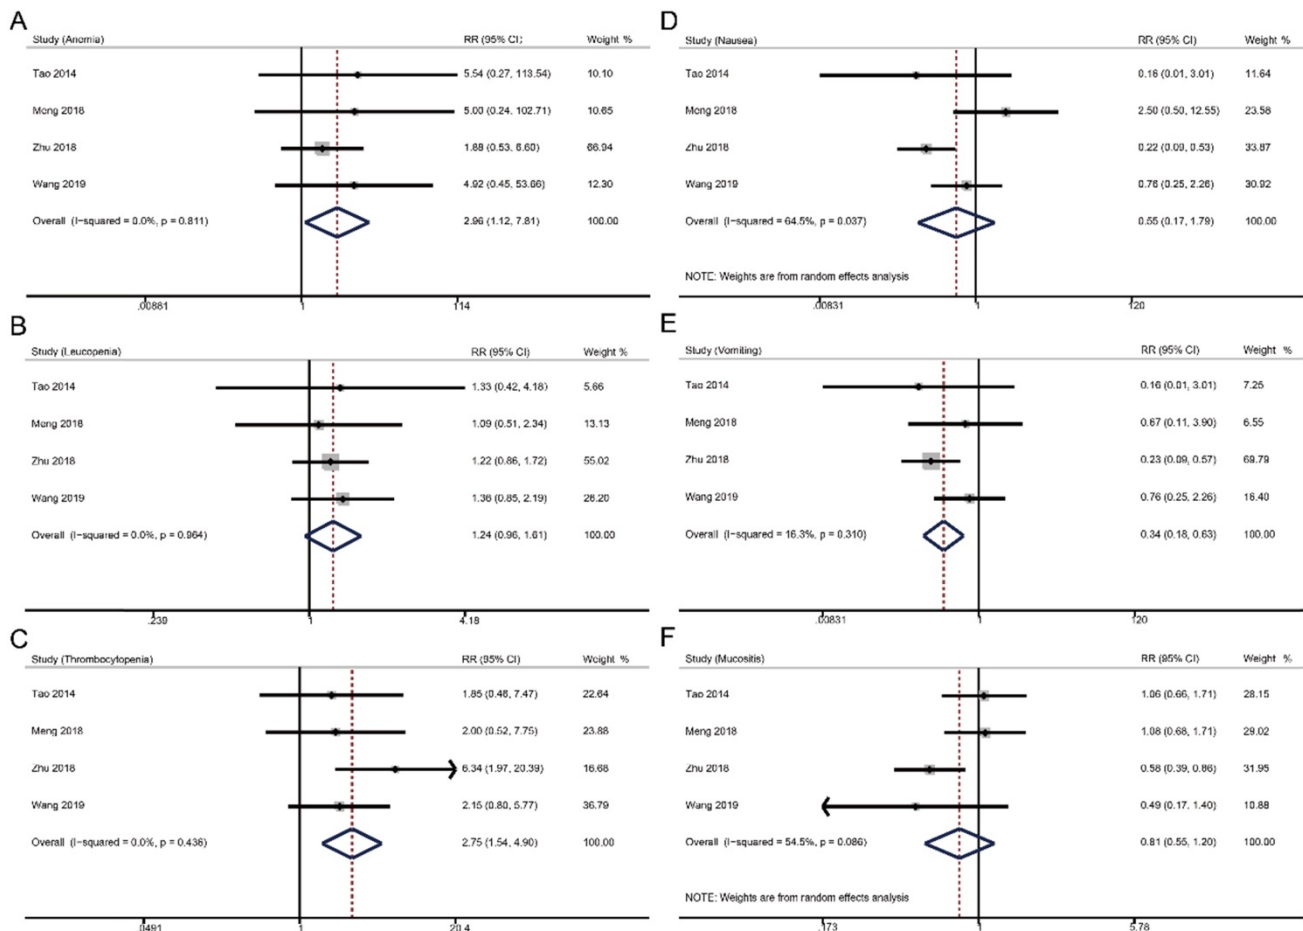 A
Study (Anemia) RR (95% CI) Weight %
Tao 2014 5.54 (0.27, 113.54) 10.10
Meng 2018 5.00 (0.24, 102.71) 10.65
Zhu 2018 1.88 (0.53, 6.60) 66.94
Wang 2019 4.92 (0.45, 53.66) 12.30
Overall (I-squared = 0.0%, p = 0.811) 2.96 (1.12, 7.81) 100.00
.00881 1 114
B
Study (Leucopenia) RR (95% CI) Weight %
Tao 2014 1.33 (0.42, 4.18) 5.66
Meng 2018 1.09 (0.51, 2.34) 13.13
Zhu 2018 1.22 (0.86, 1.72) 55.02
Wang 2019 1.36 (0.85, 2.19) 26.20
Overall (I-squared = 0.0%, p = 0.964) 1.24 (0.96, 1.61) 100.00
.239 1 4.18
C
Study (Thrombocytopenia) RR (95% CI) Weight %
Tao 2014 1.85 (0.46, 7.47) 22.64
Meng 2018 2.00 (0.52, 7.75) 23.88
Zhu 2018 6.34 (1.97, 20.39) 16.68
Wang 2019 2.15 (0.80, 5.77) 36.79
Overall (I-squared = 0.0%, p = 0.436) 2.75 (1.54, 4.90) 100.00
.0491 1 20.4
D
Study (Nausea) RR (95% CI) Weight %
Tao 2014 0.16 (0.01, 3.01) 11.64
Meng 2018 2.50 (0.50, 12.55) 23.58
Zhu 2018 0.22 (0.09, 0.53) 33.87
Wang 2019 0.76 (0.25, 2.26) 30.92
Overall (I-squared = 64.5%, p = 0.037) 0.55 (0.17, 1.79) 100.00
NOTE: Weights are from random effects analysis
.00831 1 120
E
Study (Vomiting) RR (95% CI) Weight %
Tao 2014 0.16 (0.01, 3.01) 7.25
Meng 2018 0.67 (0.11, 3.90) 6.55
Zhu 2018 0.23 (0.09, 0.57) 69.79
Wang 2019 0.76 (0.25, 2.26) 16.40
Overall (I-squared = 16.3%, p = 0.310) 0.34 (0.18, 0.63) 100.00
.00831 1 120
F
Study (Mucositis) RR (95% CI) Weight %
Tao 2014 1.06 (0.66, 1.71) 28.15
Meng 2018 1.08 (0.68, 1.71) 29.02
Zhu 2018 0.58 (0.39, 0.86) 31.95
Wang 2019 0.49 (0.17, 1.40) 10.88
Overall (I-squared = 54.5%, p = 0.086) 0.81 (0.55, 1.20) 100.00
NOTE: Weights are from random effects analysis
.173 1 5.78